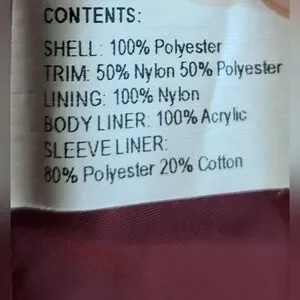 CONTENTS:
SHELL: 100% Polyester
TRIM: 50% Nylon 50% Polyester
LINING: 100% Nylon
BODY LINER: 100% Acrylic
SLEEVE LINER:
80% Polyester 20% Cotton